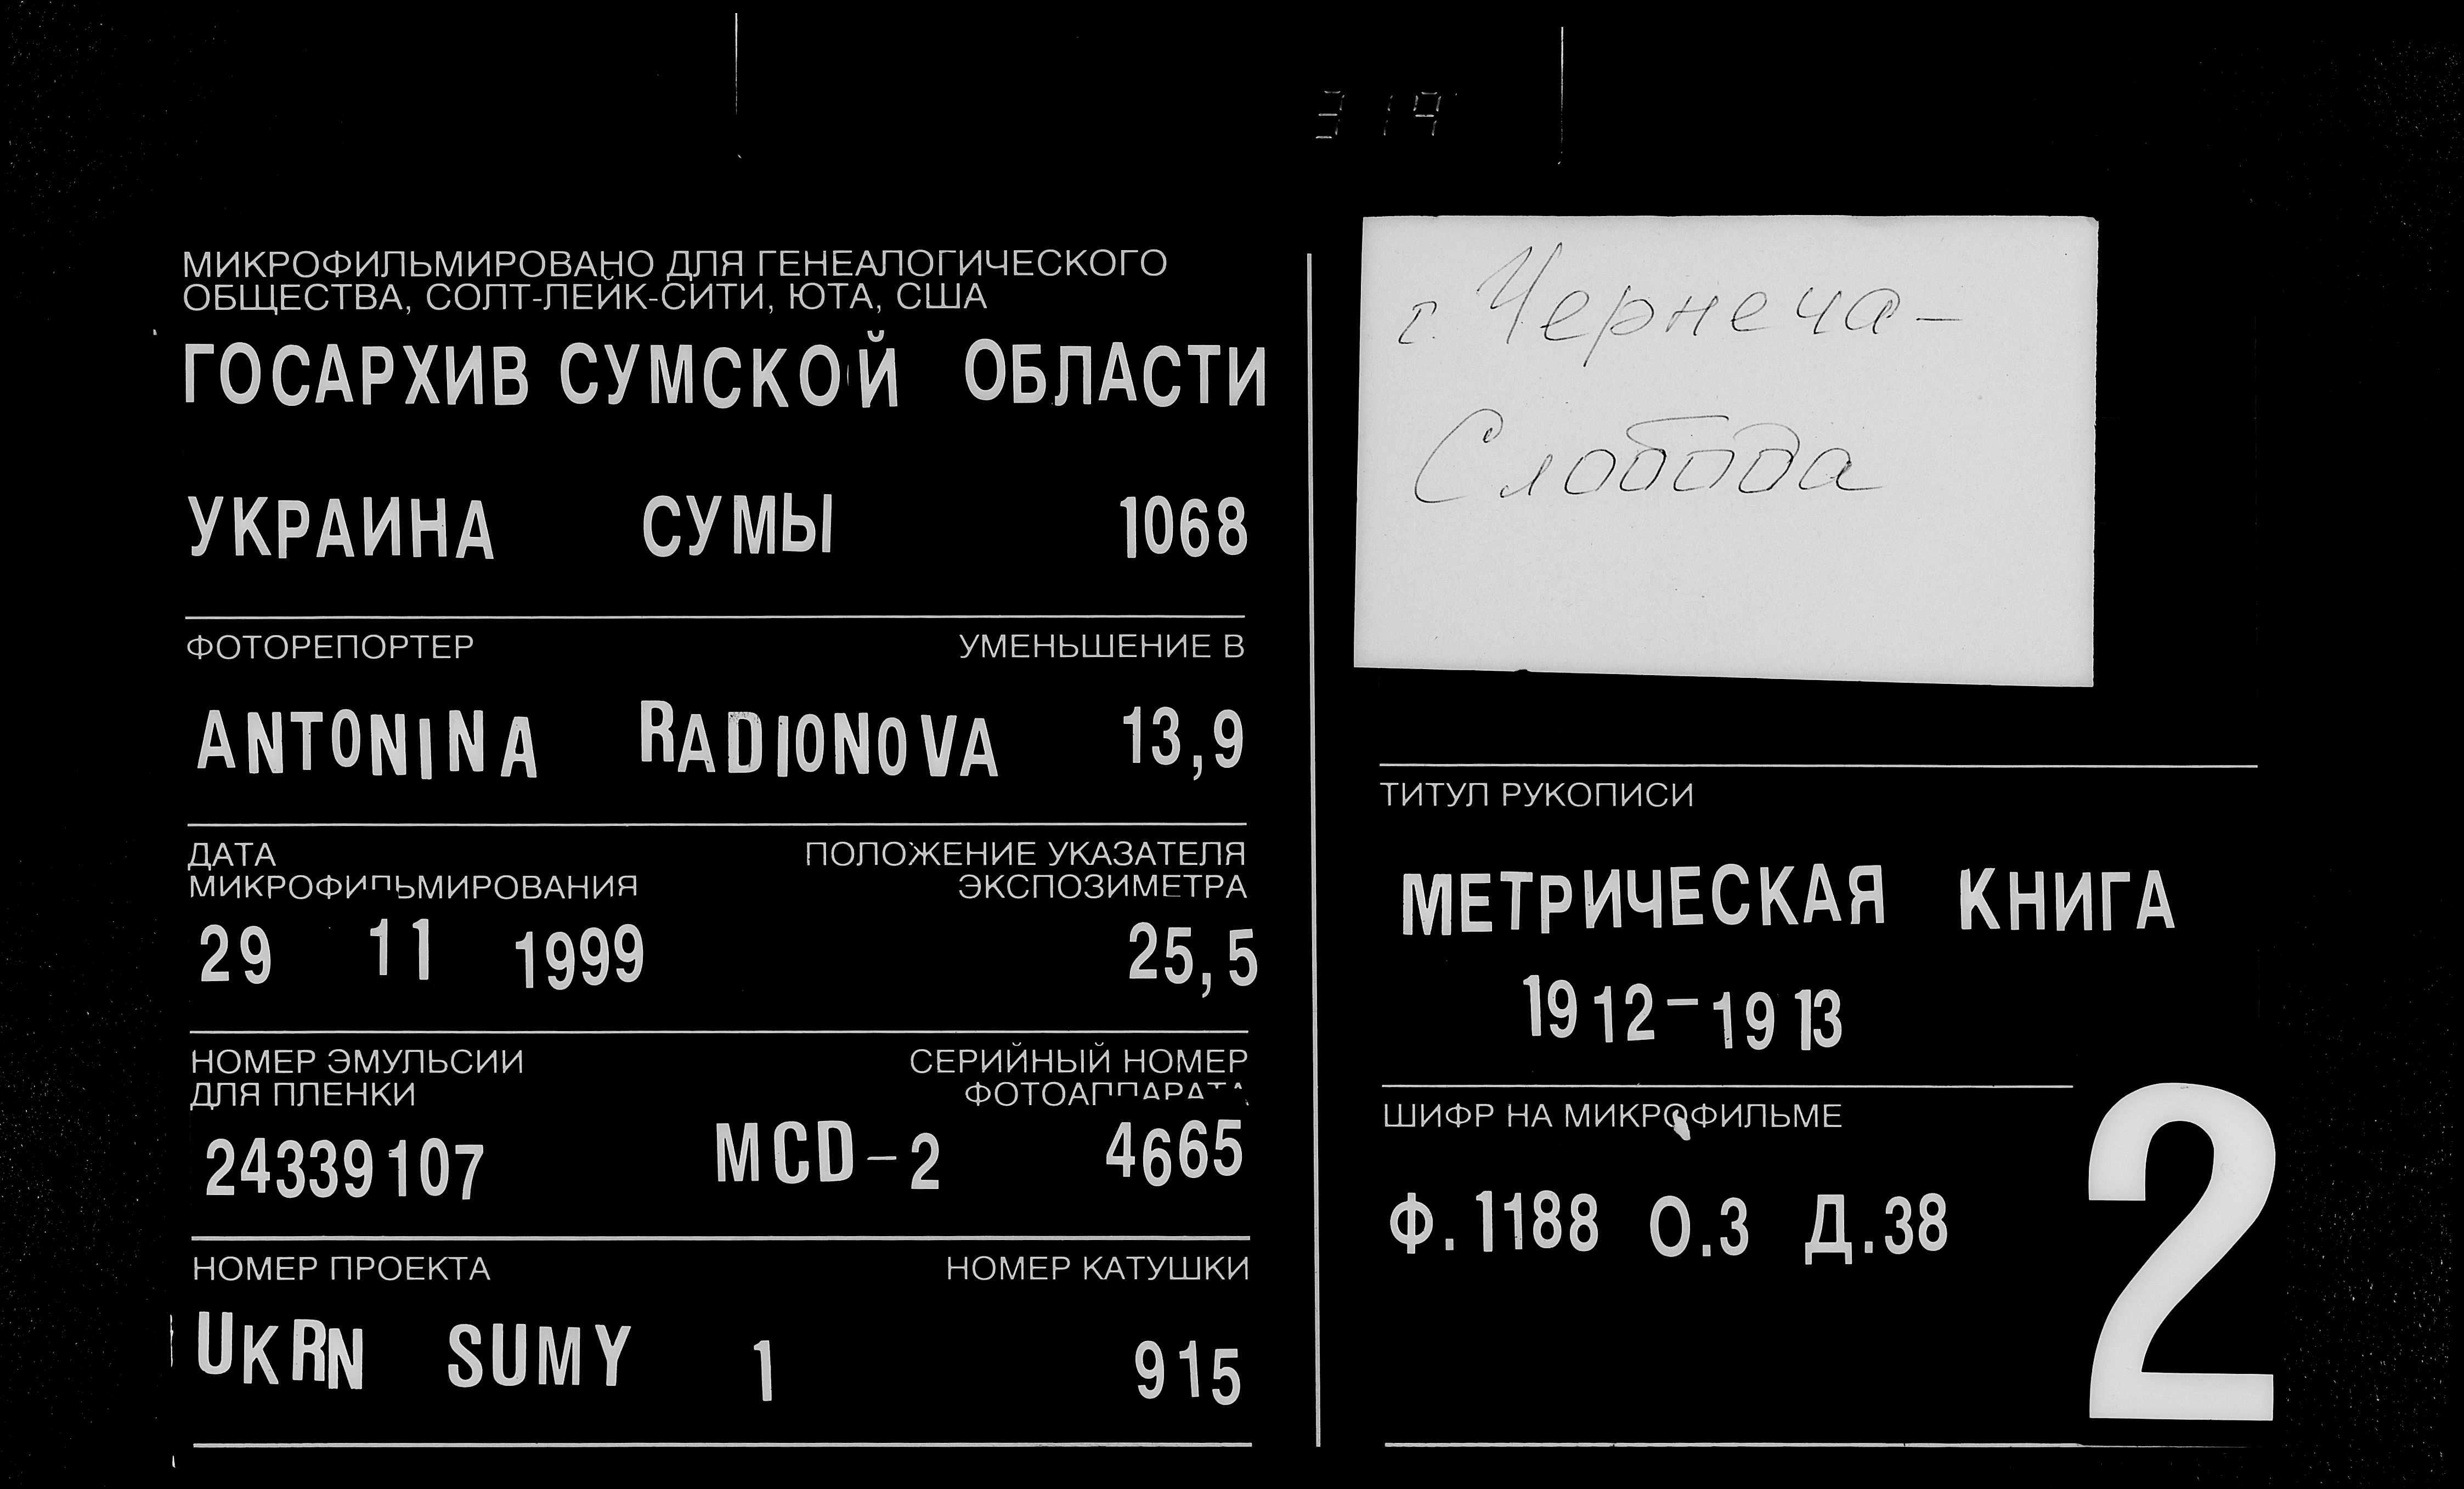 319
МИКРОФИЛЬМИРОВАНО ДЛЯ ГЕНЕАЛОГИЧЕСКОГО
ОБЩЕСТВА, СОЛТ-ЛЕЙК-СИТИ, ЮТА, США
ГОСАРХИВ СУМСКОЙ ОБЛАСТИ
УКРАИНА СУМЫ 1068
ФОТОРЕПОРТЕР УМЕНЬШЕНИЕ В
ANTONINA RADIONOVA 13,9
ДАТА ПОЛОЖЕНИЕ УКАЗАТЕЛЯ
МИКРОФИЛЬМИРОВАНИЯ ЭКСПОЗИМЕТРА
29 11 1999 25,5
НОМЕР ЭМУЛЬСИИ СЕРИЙНЫЙ НОМЕР
ДЛЯ ПЛЕНКИ ФОТОАППАРАТА
24339107 MCD-2 4665
НОМЕР ПРОЕКТА НОМЕР КАТУШКИ
UKRN SUMY 1 915
г. Чернеча-
Слобода
ТИТУЛ РУКОПИСИ
МЕТРИЧЕСКАЯ КНИГА
1912-1913
ШИФР НА МИКРОФИЛЬМЕ
Ф.1188 О.3 Д.38
2